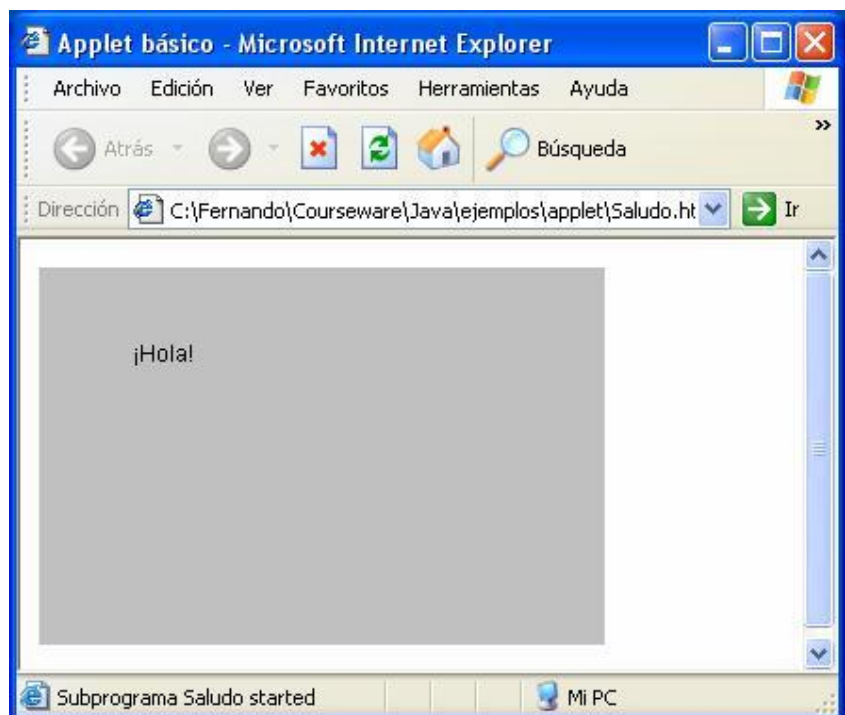 Applet básico - Microsoft Internet Explorer
Archivo Edición Ver Favoritos Herramientas Ayuda
Atrás Búsqueda
Dirección C:\Fernando\Courseware\Java\ejemplos\applet\Saludo.ht Ir
¡Hola!
Subprograma Saludo started Mi PC